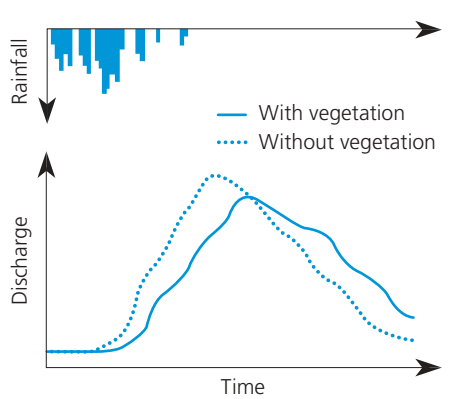 Rainfall
With vegetation
Without vegetation
Discharge
Time